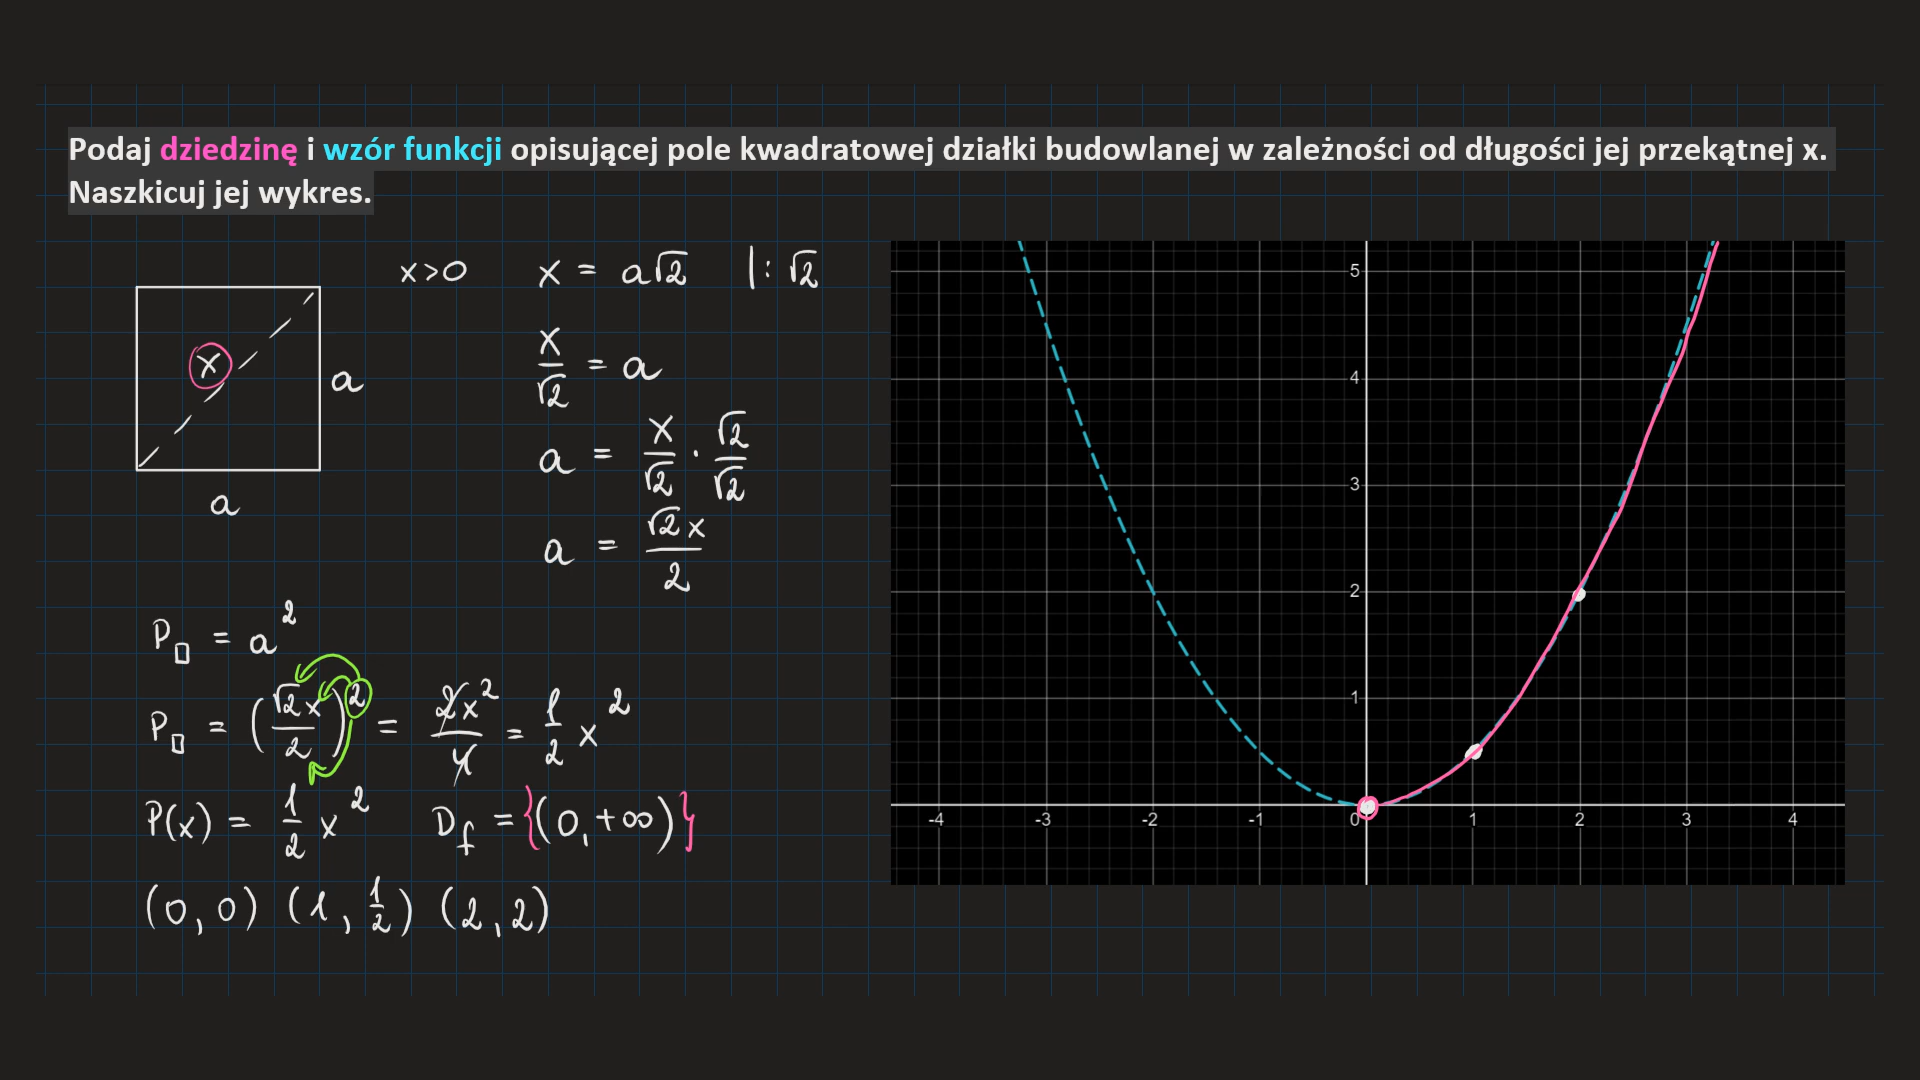 Podaj dziedzinę i wzór funkcji opisującej pole kwadratowej działki budowlanej w zależności od długości jej przekątnej x.
Naszkicuj jej wykres.
x
a
a
x>0
x = a√2 |:√2
x/√2 = a
a = x/√2 · √2/√2
a = √2x/2
P□ = a²
P□ = (√2x/2)² = 2x²/4 = 1/2 x²
P(x) = 1/2 x² Df = {(0,+∞)}
(0,0) (1,1/2) (2,2)
5
4
3
2
1
-4 -3 -2 -1 0 1 2 3 4